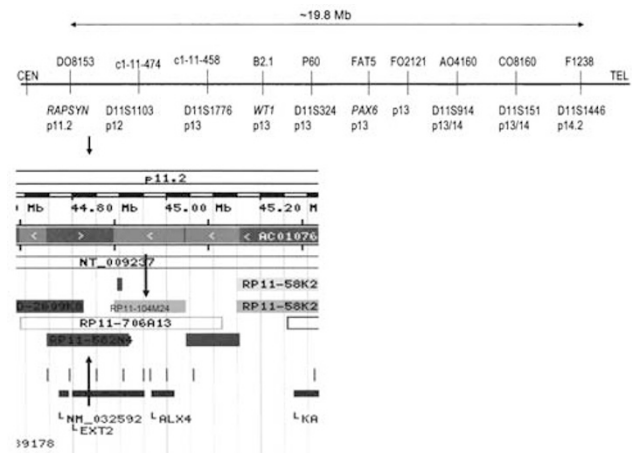 ~19.8 Mb
DO8153 c1-11-474 c1-11-458 B2.1 P60 FAT5 FO2121 AO4160 CO8160 F1238
CEN TEL
RAPSYN D11S1103 D11S1776 WT1 D11S324 PAX6 p13 D11S914 D11S151 D11S1446
p11.2 p12 p13 p13 p13 p13 p13/14 p13/14 p14.2
p11.2
Mb 44.80 Mb 45.00 Mb 45.20 M
< > < < < AC01076
NT_009237
RP11-58K2
RP11-104M24 RP11-58K2
RP11-706A13
RP11-582N4
NM_032592 ALX4 KA
EXT2
39178